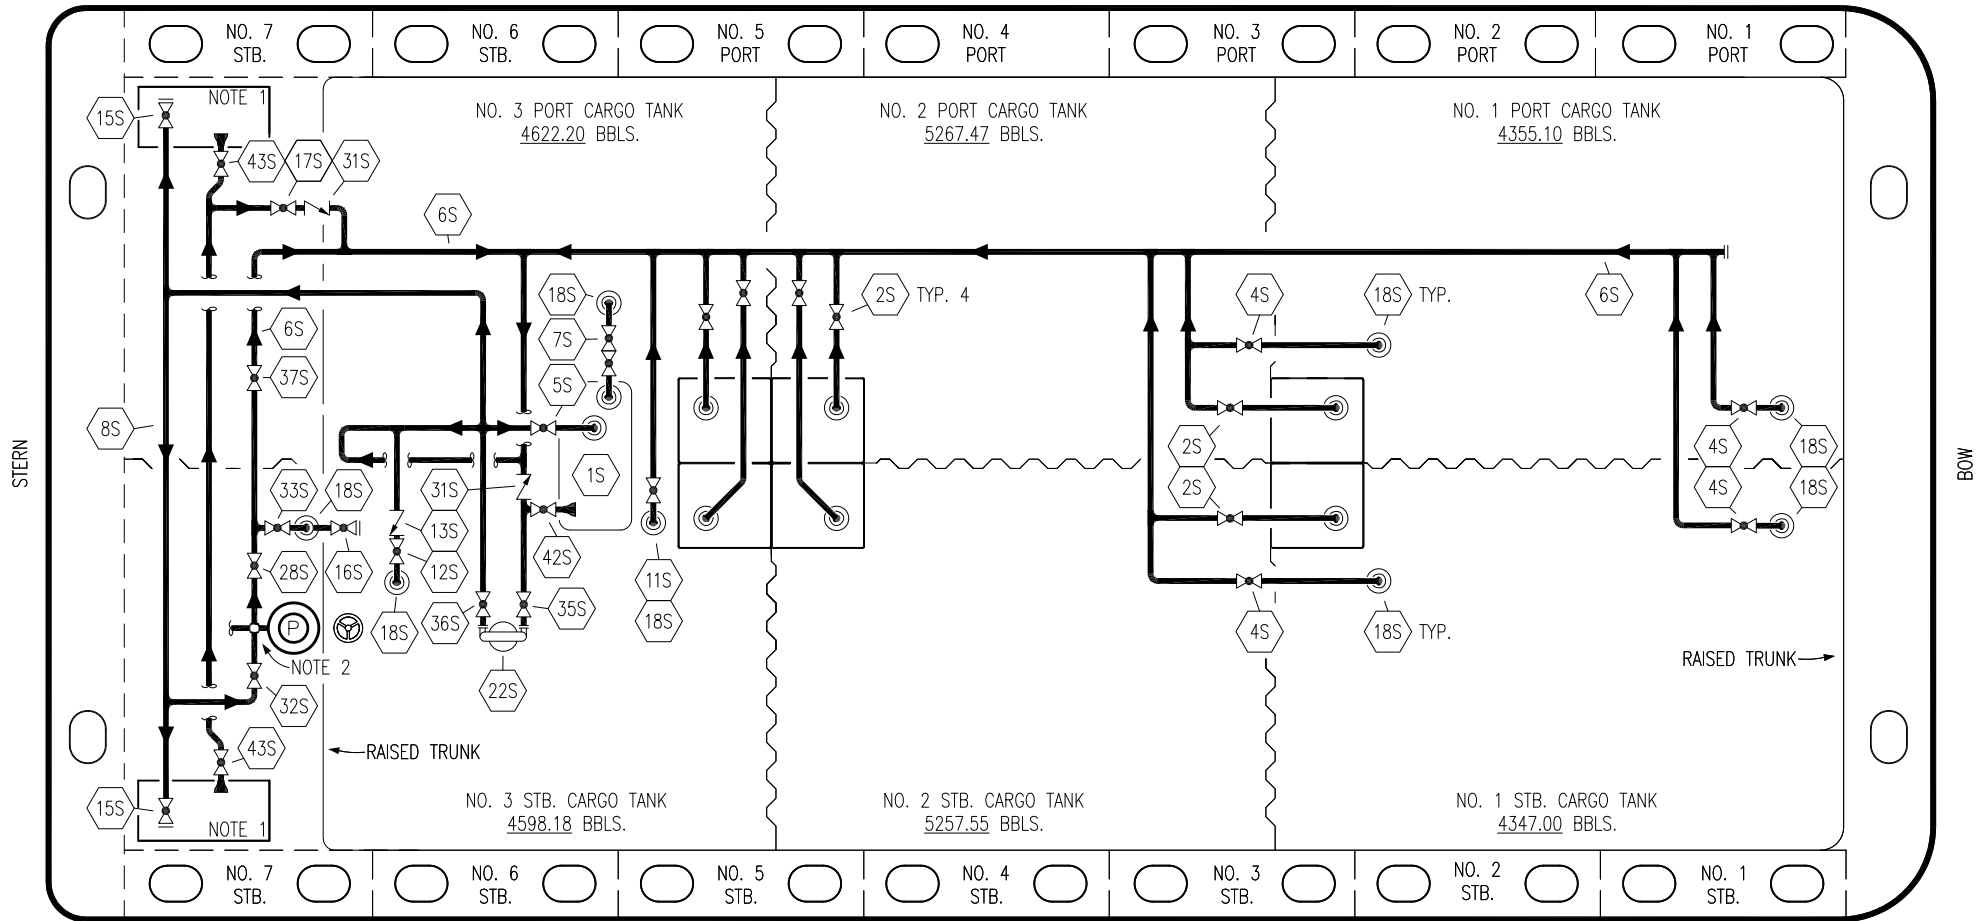 NO. 7
STB.
NO. 6
STB.
NO. 5
PORT
NO. 4
PORT
NO. 3
PORT
NO. 2
PORT
NO. 1
PORT
NOTE 1
15S
43S
17S
31S
NO. 3 PORT CARGO TANK
4622.20 BBLS.
NO. 2 PORT CARGO TANK
5267.47 BBLS.
NO. 1 PORT CARGO TANK
4355.10 BBLS.
6S
18S
2S TYP. 4
4S
18S TYP.
6S
6S
7S
37S
5S
8S
STERN
BOW
1S
2S
2S
4S
18S
4S
18S
33S
18S
31S
13S
42S
28S
16S
12S
11S
18S
P
18S
36S
35S
4S
18S TYP.
NOTE 2
22S
32S
RAISED TRUNK
43S
RAISED TRUNK
15S
NOTE 1
NO. 3 STB. CARGO TANK
4598.18 BBLS.
NO. 2 STB. CARGO TANK
5257.55 BBLS.
NO. 1 STB. CARGO TANK
4347.00 BBLS.
NO. 7
STB.
NO. 6
STB.
NO. 5
STB.
NO. 4
STB.
NO. 3
STB.
NO. 2
STB.
NO. 1
STB.